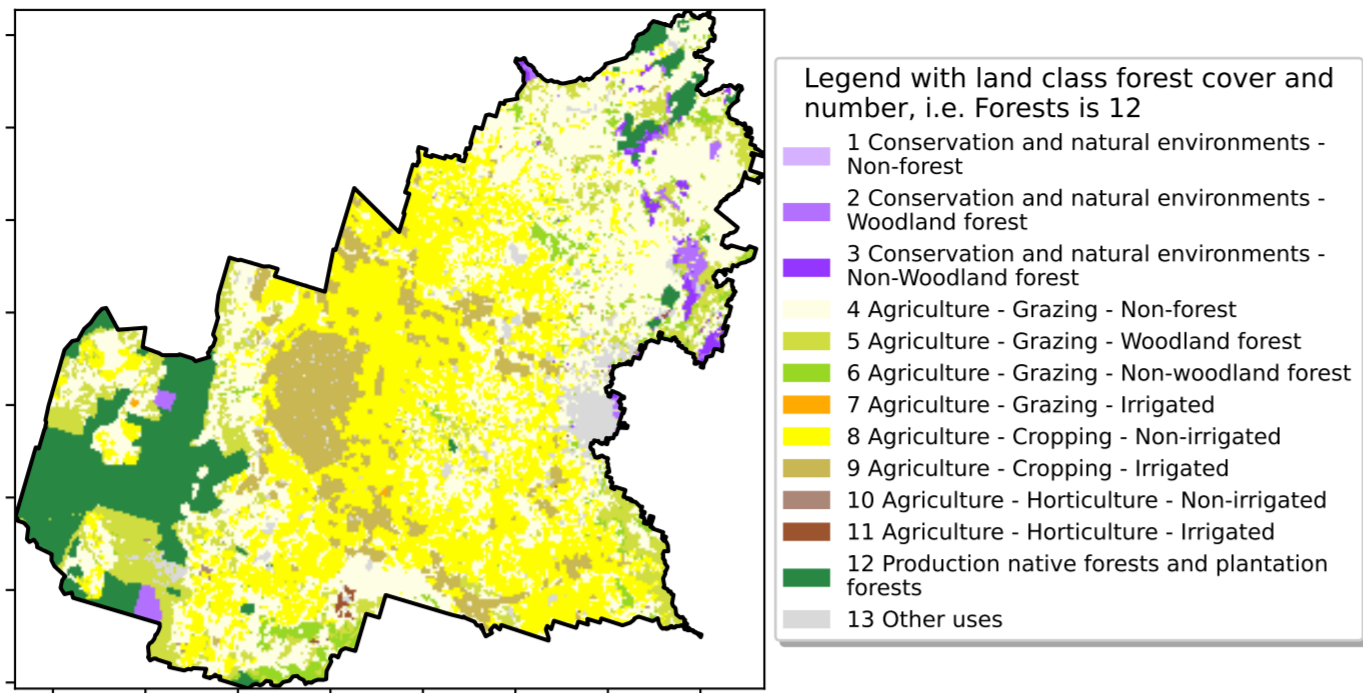 Legend with land class forest cover and
number, i.e. Forests is 12
1 Conservation and natural environments -
Non-forest
2 Conservation and natural environments -
Woodland forest
3 Conservation and natural environments -
Non-Woodland forest
4 Agriculture - Grazing - Non-forest
5 Agriculture - Grazing - Woodland forest
6 Agriculture - Grazing - Non-woodland forest
7 Agriculture - Grazing - Irrigated
8 Agriculture - Cropping - Non-irrigated
9 Agriculture - Cropping - Irrigated
10 Agriculture - Horticulture - Non-irrigated
11 Agriculture - Horticulture - Irrigated
12 Production native forests and plantation
forests
13 Other uses